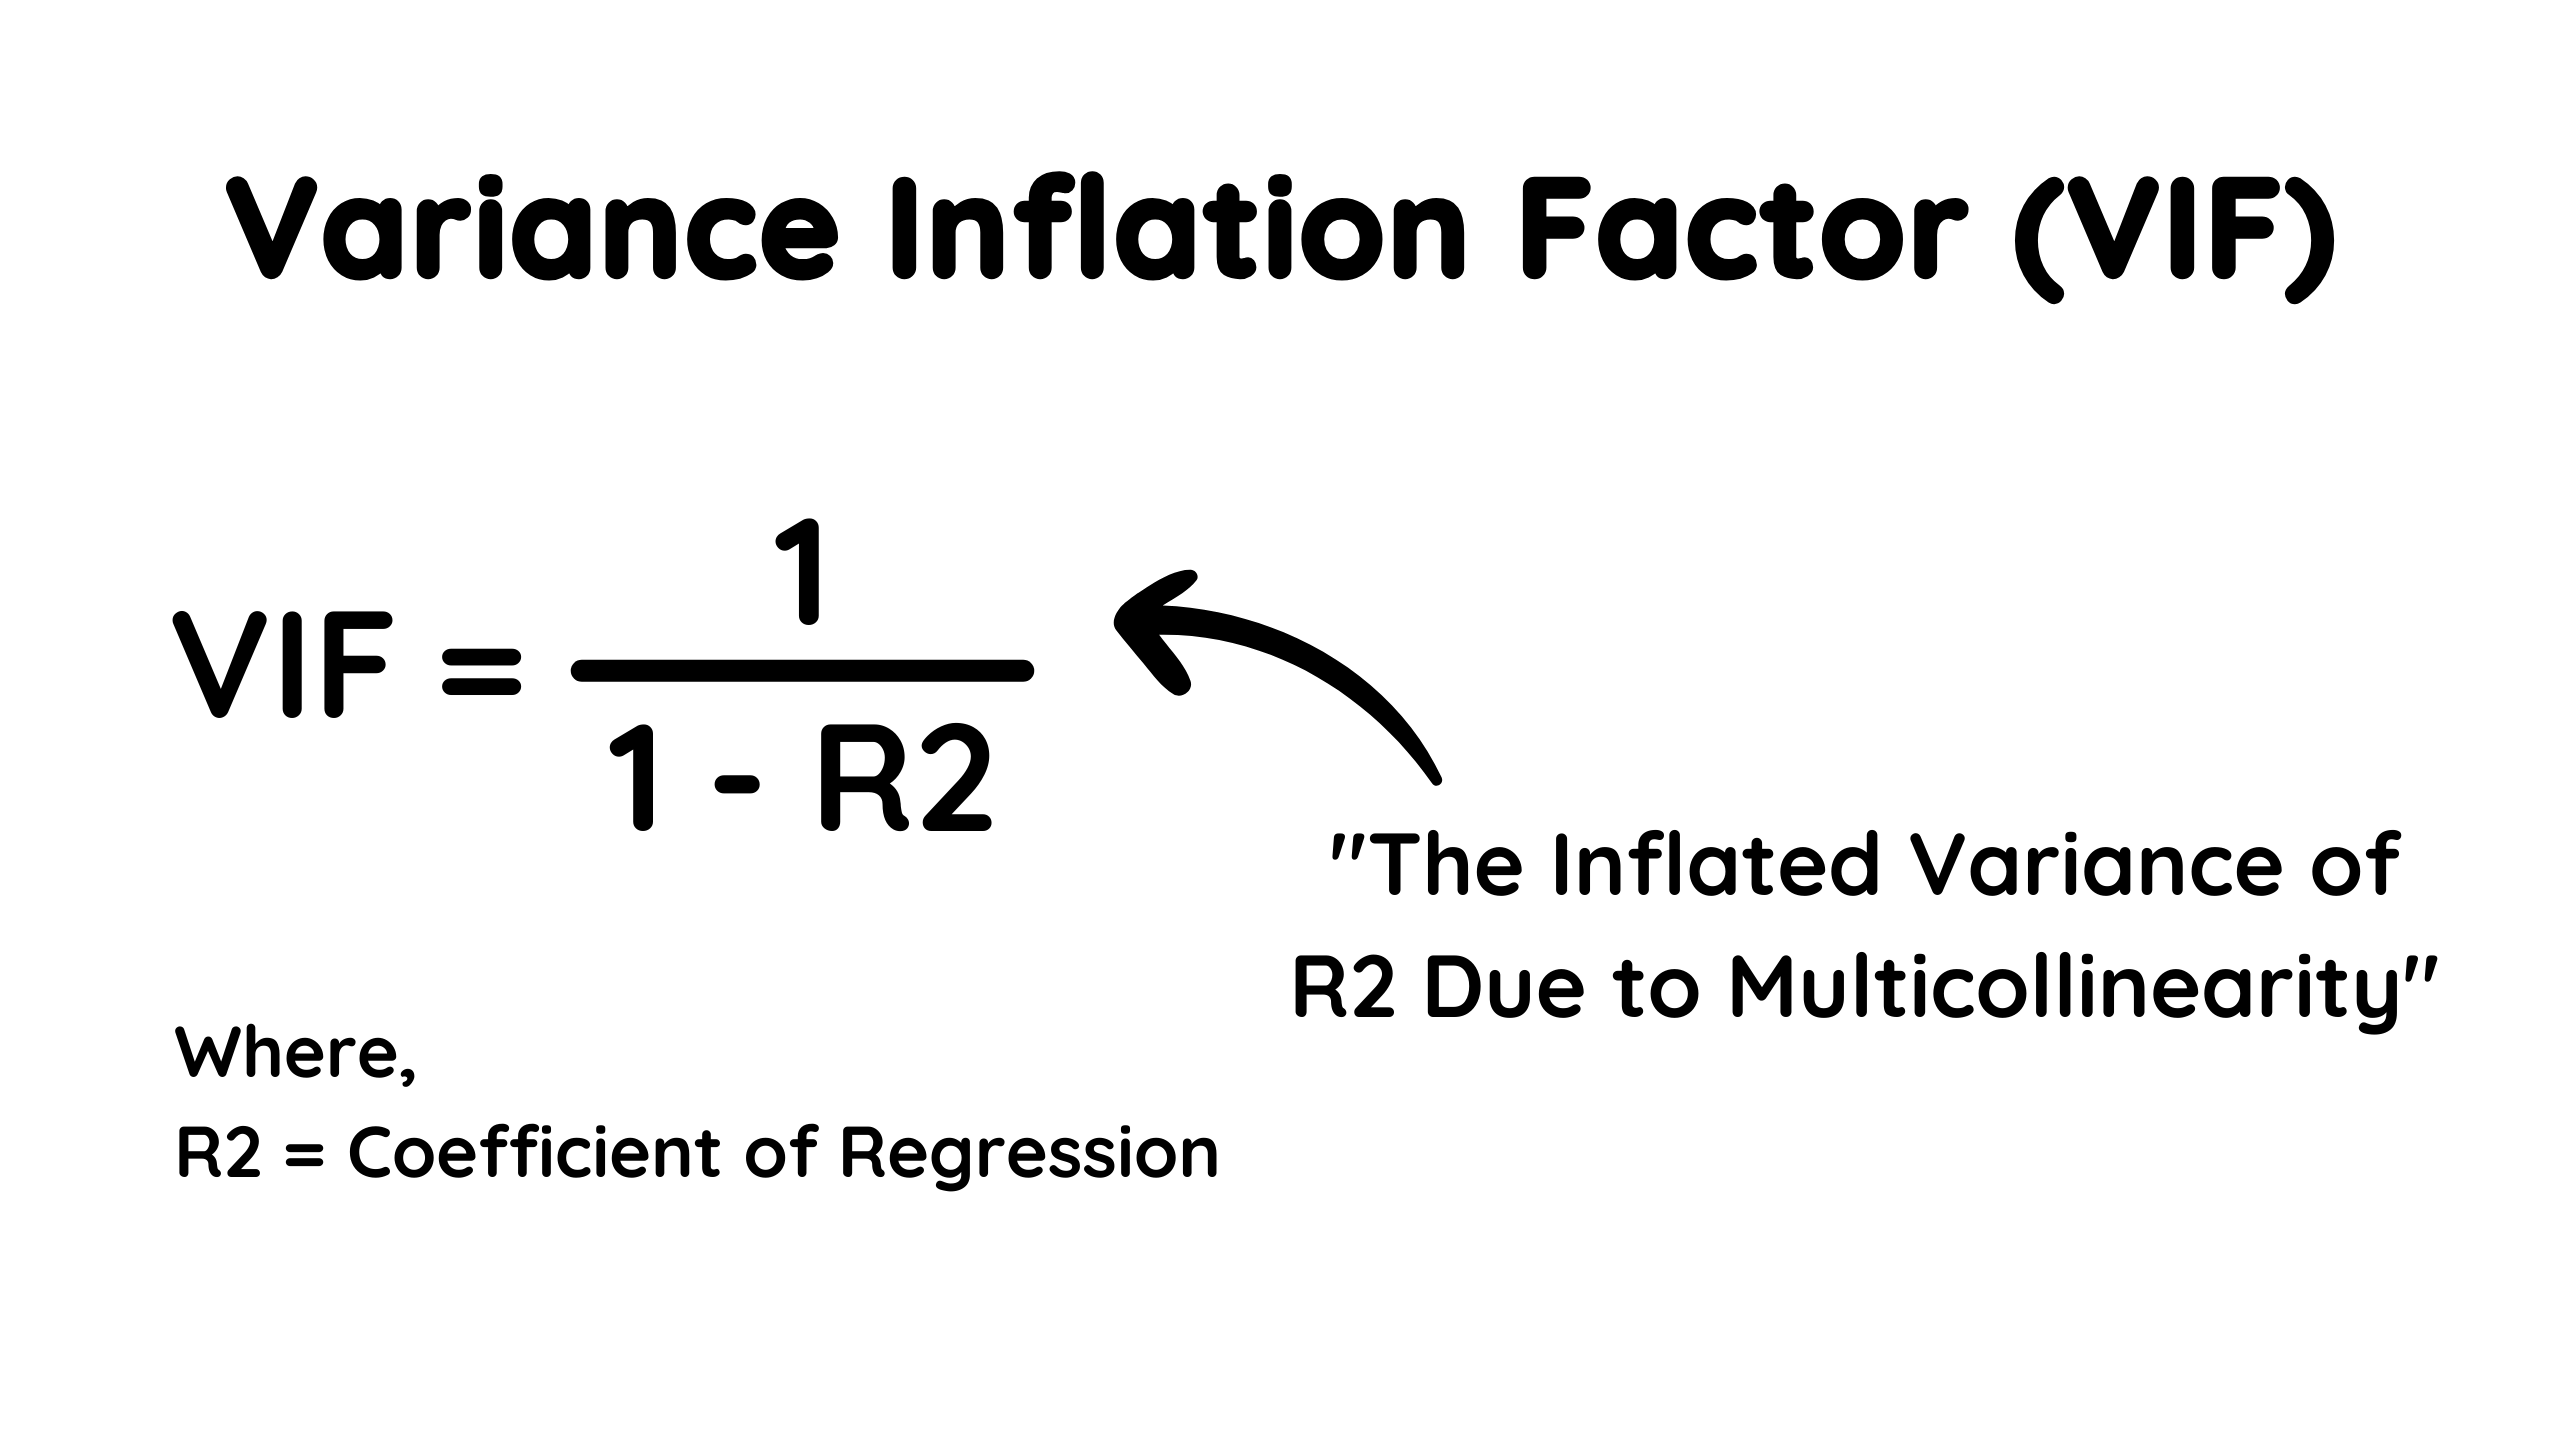 Variance Inflation Factor (VIF)
VIF = 1
1 - R2
"The Inflated Variance of
R2 Due to Multicollinearity"
Where,
R2 = Coefficient of Regression